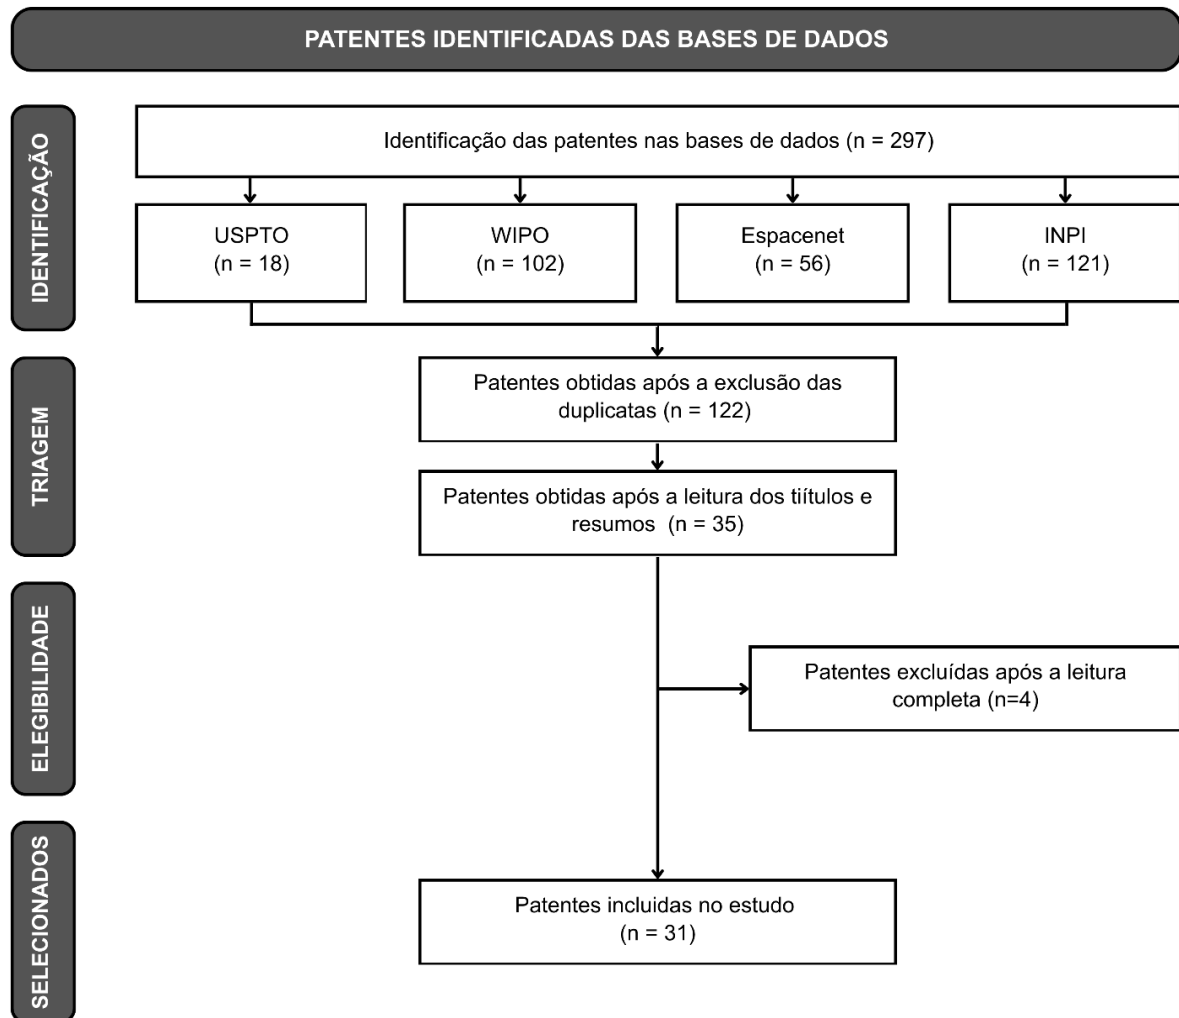 PATENTES IDENTIFICADAS DAS BASES DE DADOS
IDENTIFICAÇÃO
Identificação das patentes nas bases de dados (n = 297)
USPTO
(n = 18)
WIPO
(n = 102)
Espacenet
(n = 56)
INPI
(n = 121)
TRIAGEM
Patentes obtidas após a exclusão das
duplicatas (n = 122)
Patentes obtidas após a leitura dos tiítulos e
resumos (n = 35)
ELEGIBILIDADE
Patentes excluídas após a leitura
completa (n=4)
SELECIONADOS
Patentes incluidas no estudo
(n = 31)